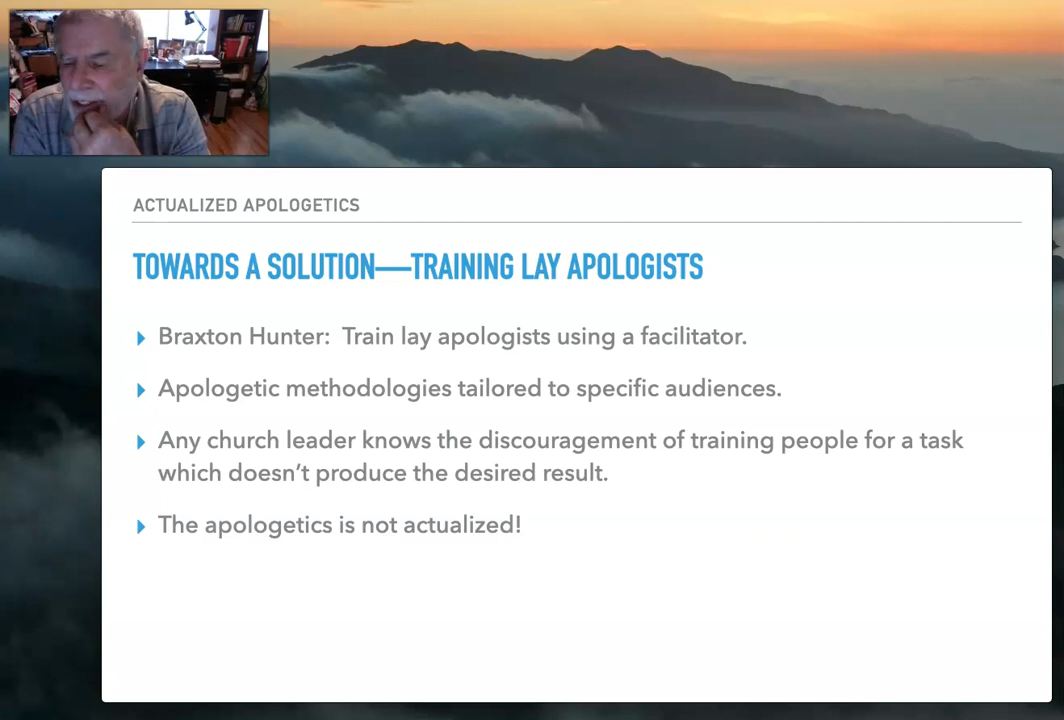 ACTUALIZED APOLOGETICS
TOWARDS A SOLUTION—TRAINING LAY APOLOGISTS
Braxton Hunter:  Train lay apologists using a facilitator.
Apologetic methodologies tailored to specific audiences.
Any church leader knows the discouragement of training people for a task
which doesn’t produce the desired result.
The apologetics is not actualized!